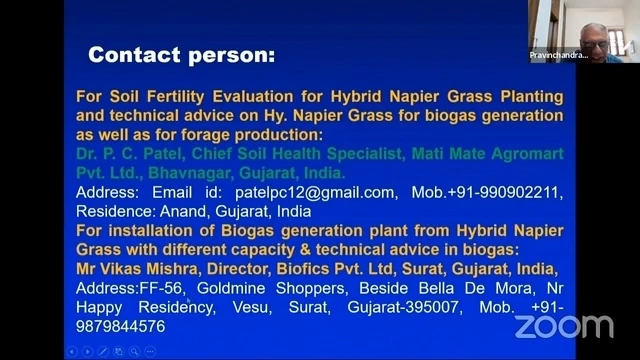 Pravinchandra...
Contact person:
For Soil Fertility Evaluation for Hybrid Napier Grass Planting
and technical advice on Hy. Napier Grass for biogas generation
as well as for forage production:
Dr. P. C. Patel, Chief Soil Health Specialist, Mati Mate Agromart
Pvt. Ltd., Bhavnagar, Gujarat, India.
Address: Email id: patelpc12@gmail.com, Mob.+91-990902211,
Residence: Anand, Gujarat, India
For installation of Biogas generation plant from Hybrid Napier
Grass with different capacity & technical advice in biogas:
Mr Vikas Mishra, Director, Biofics Pvt. Ltd, Surat, Gujarat, India,
Address:FF-56, Goldmine Shoppers, Beside Bella De Mora, Nr
Happy Residency, Vesu, Surat, Gujarat-395007, Mob. +91-
9879844576
zoom